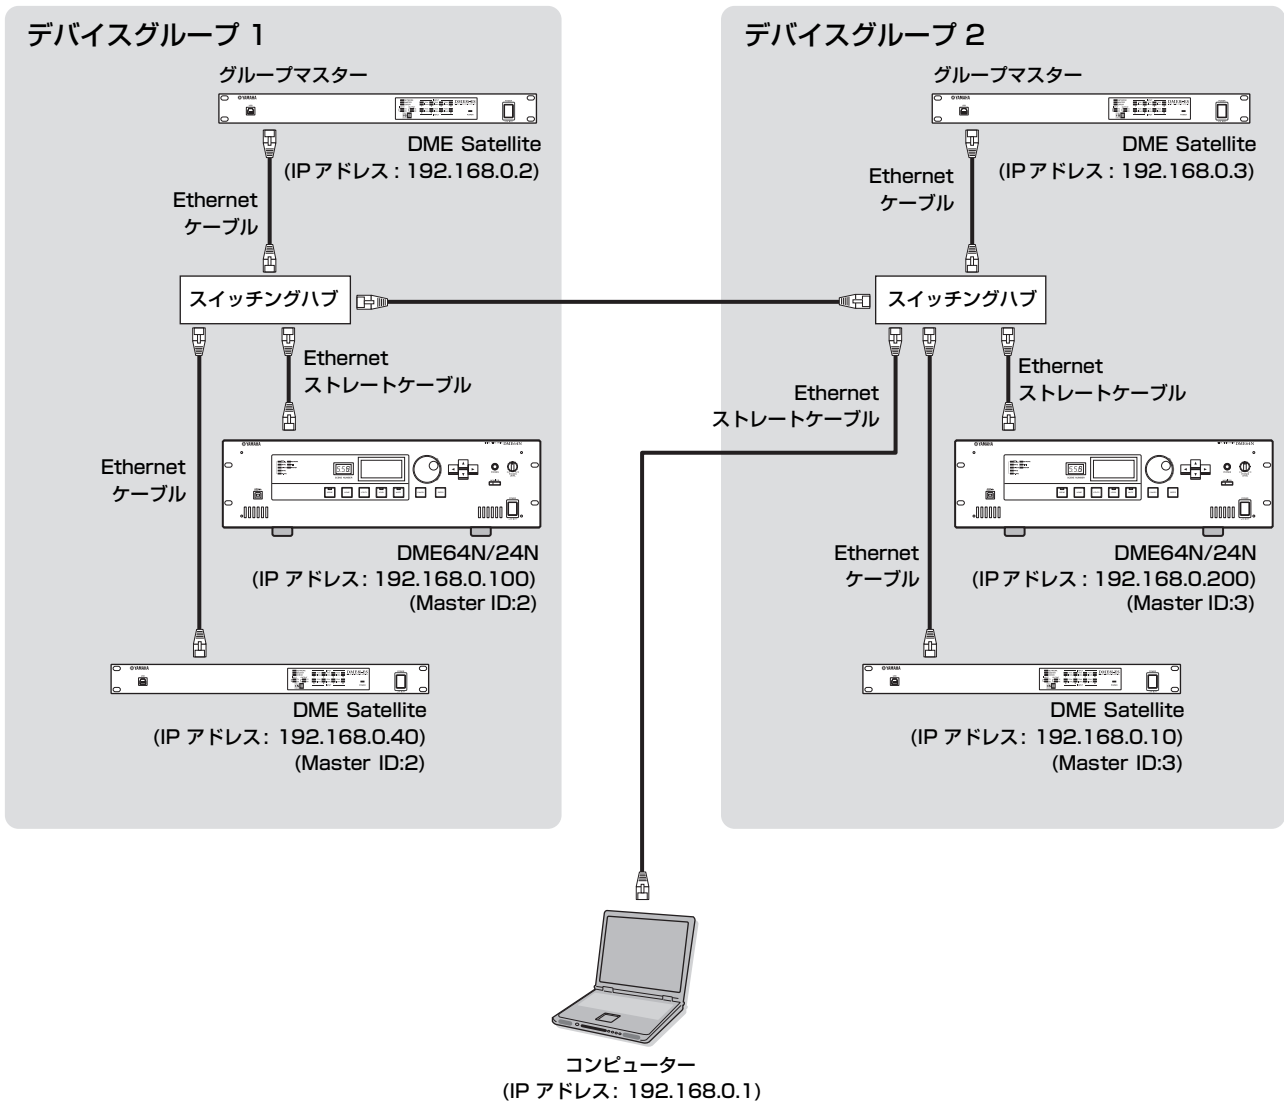 デバイスグループ 1
グループマスター
YAMAHA
DME Satellite
(IP アドレス : 192.168.0.2)
Ethernet
ケーブル
スイッチングハブ
Ethernet
ストレートケーブル
Ethernet
ケーブル
YAMAHA
DME64N
DME64N/24N
(IP アドレス : 192.168.0.100)
(Master ID:2)
YAMAHA
DME Satellite
(IP アドレス : 192.168.0.40)
(Master ID:2)
デバイスグループ 2
グループマスター
YAMAHA
DME Satellite
(IP アドレス : 192.168.0.3)
Ethernet
ケーブル
スイッチングハブ
Ethernet
ストレートケーブル
Ethernet
ストレートケーブル
YAMAHA
DME64N
Ethernet
ケーブル
DME64N/24N
(IP アドレス : 192.168.0.200)
(Master ID:3)
YAMAHA
DME Satellite
(IP アドレス : 192.168.0.10)
(Master ID:3)
コンピューター
(IP アドレス : 192.168.0.1)